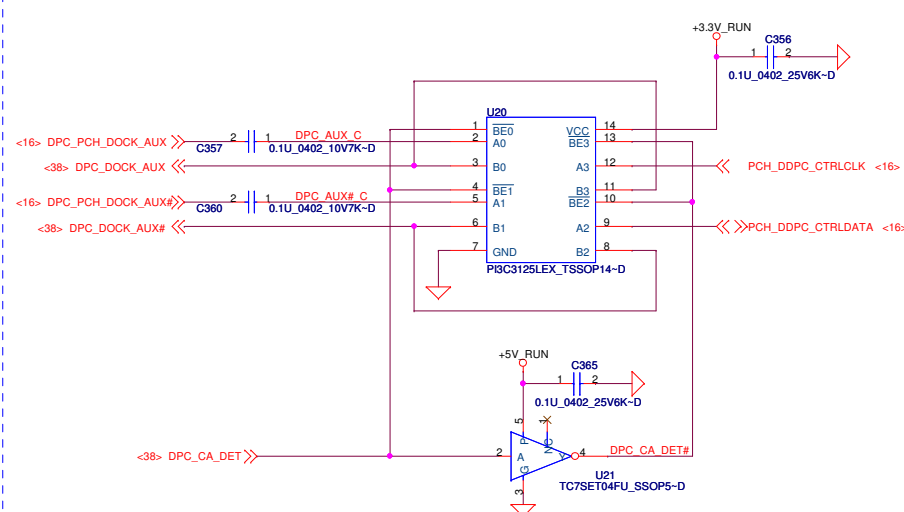 +3.3V_RUN
C356
1 2
0.1U_0402_25V6K~D
U20
<16> DPC_PCH_DOCK_AUX 2 1 DPC_AUX_C
C357 0.1U_0402_10V7K~D
<38> DPC_DOCK_AUX
<16> DPC_PCH_DOCK_AUX# 2 1 DPC_AUX#_C
C360 0.1U_0402_10V7K~D
<38> DPC_DOCK_AUX#
1 BE0 VCC 14
2 A0 BE3 13
3 B0 A3 12
4 BE1 B3 11
5 A1 BE2 10
6 B1 A2 9
7 GND B2 8
PI3C3125LEX_TSSOP14~D
PCH_DDPC_CTRLCLK <16>
PCH_DDPC_CTRLDATA <16>
+5V_RUN
C365
1 2
0.1U_0402_25V6K~D
<38> DPC_CA_DET
5 P
1 NC
2 A Y 4 DPC_CA_DET#
3 G
U21
TC7SET04FU_SSOP5~D